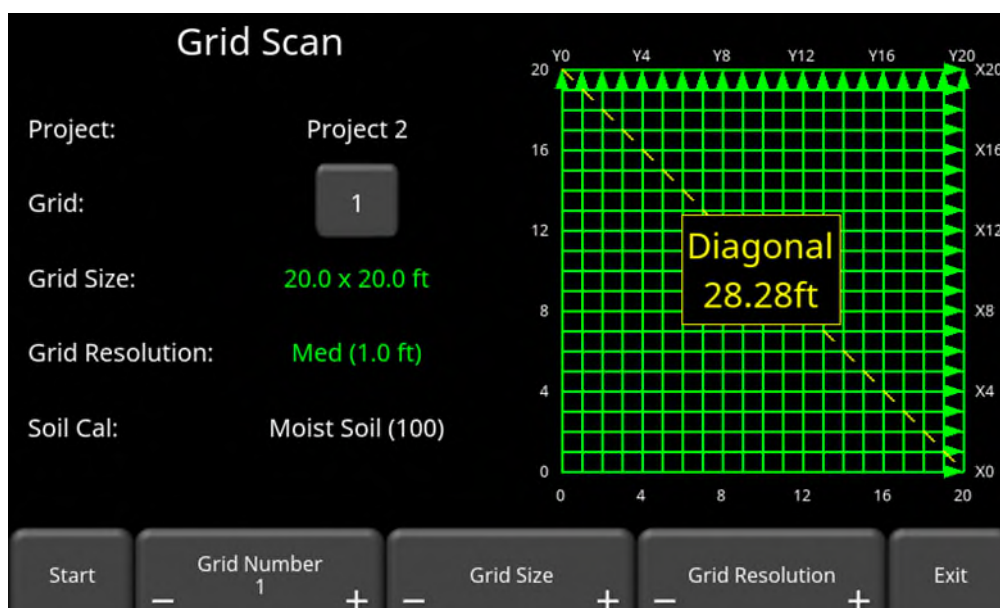 Grid Scan
Project: Project 2
Grid: 1
Grid Size: 20.0 x 20.0 ft
Grid Resolution: Med (1.0 ft)
Soil Cal: Moist Soil (100)
Y0 Y4 Y8 Y12 Y16 Y20
20 X20
16 X16
12 X12
Diagonal
28.28ft
8 X8
4 X4
0 X0
0 4 8 12 16 20
Start
Grid Number
1
− +
Grid Size
− +
Grid Resolution
− +
Exit